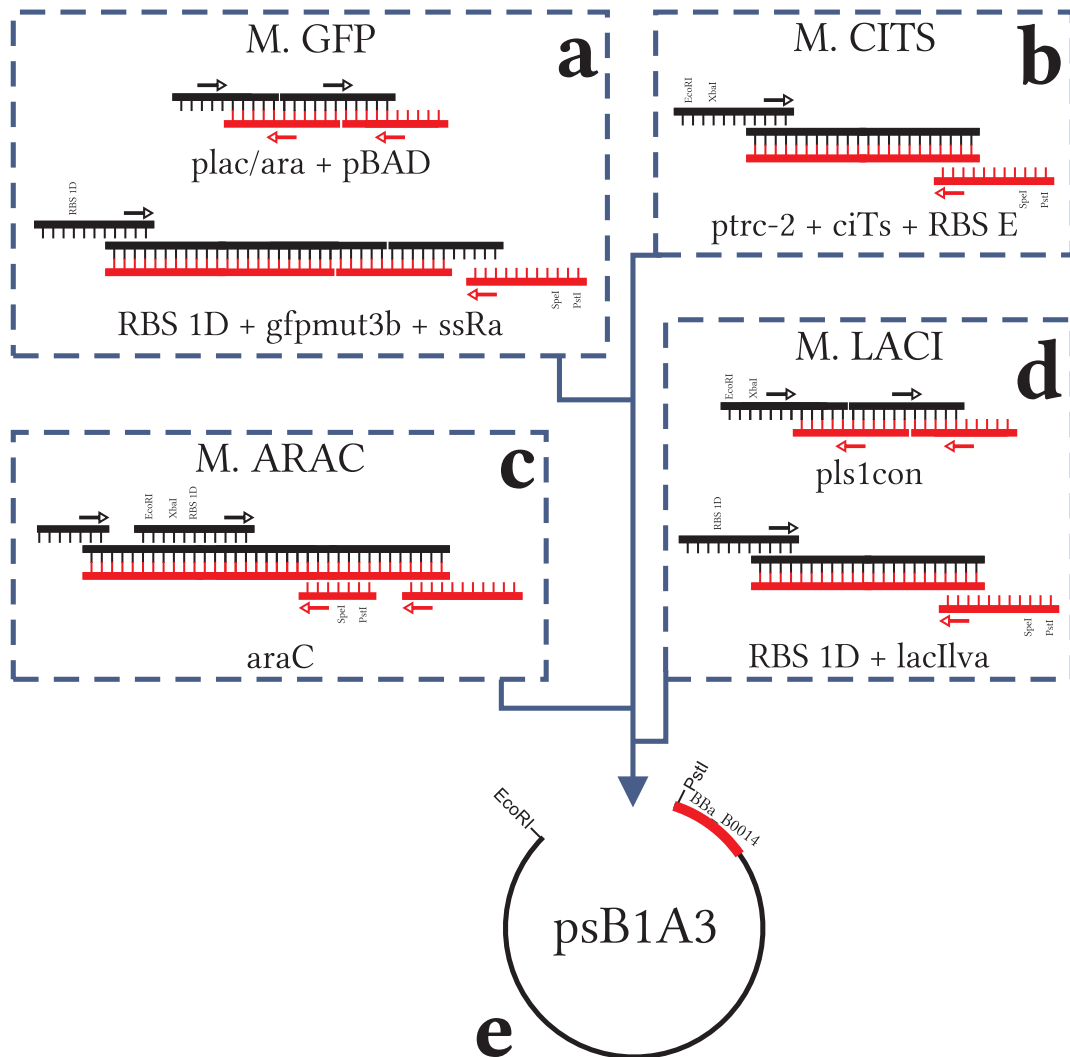 M. GFP
a
plac/ara + pBAD
RBS 1D
SpeI
PstI
RBS 1D + gfpmut3b + ssRa
M. CITS
b
EcoRI
XbaI
SpeI
PstI
ptrc-2 + ciTs + RBS E
M. ARAC
c
EcoRI
XbaI
RBS 1D
SpeI
PstI
araC
M. LACI
d
EcoRI
XbaI
pls1con
RBS 1D
SpeI
PstI
RBS 1D + lacIlva
EcoRI
PstI
BBa_B0014
psB1A3
e